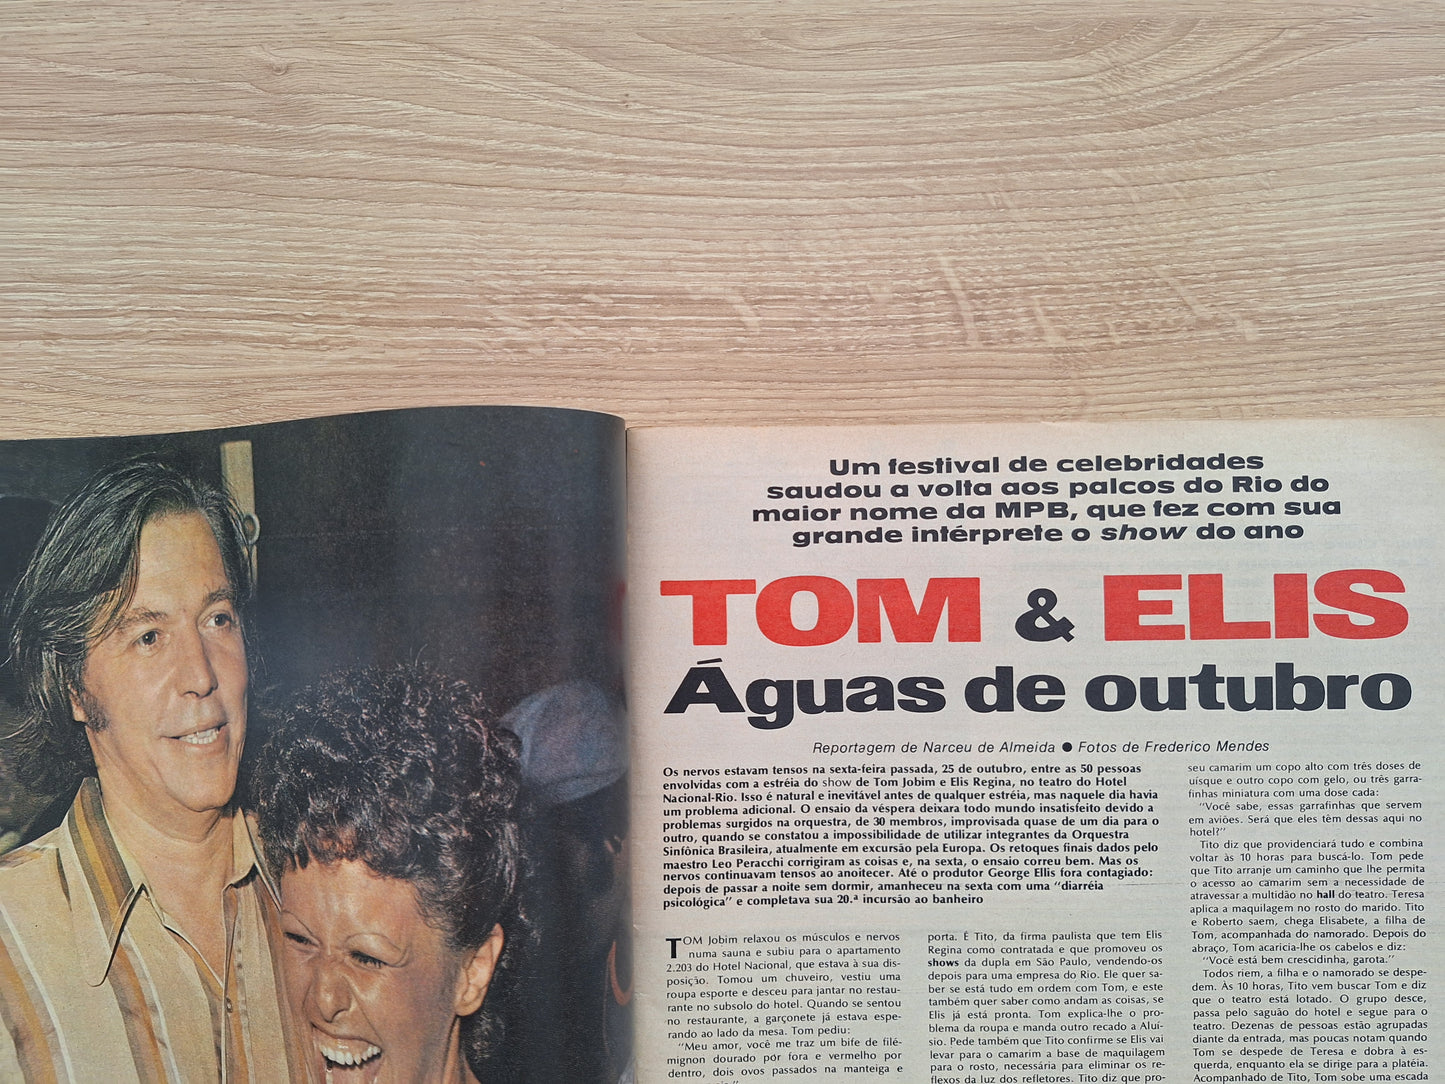 Um festival de celebridades
saudou a volta aos palcos do Rio do
maior nome da MPB, que fez com sua
grande intérprete o show do ano
TOM & ELIS
Águas de outubro
Reportagem de Narceu de Almeida ● Fotos de Frederico Mendes
Os nervos estavam tensos na sexta-feira passada, 25 de outubro, entre as 50 pessoas
envolvidas com a estréia do show de Tom Jobim e Elis Regina, no teatro do Hotel
Nacional-Rio. Isso é natural e inevitável antes de qualquer estréia, mas naquele dia havia
um problema adicional. O ensaio da véspera deixara todo mundo insatisfeito devido a
problemas surgidos na orquestra, de 30 membros, improvisada quase de um dia para o
outro, quando se constatou a impossibilidade de utilizar integrantes da Orquestra
Sinfônica Brasileira, atualmente em excursão pela Europa. Os retoques finais dados pelo
maestro Leo Peracchi corrigiram as coisas e, na sexta, o ensaio correu bem. Mas os
nervos continuavam tensos ao anoitecer. Até o produtor George Ellis fora contagiado:
depois de passar a noite sem dormir, amanheceu na sexta com uma "diarréia
psicológica" e completava sua 20.ª incursão ao banheiro
TOM Jobim relaxou os músculos e nervos
numa sauna e subiu para o apartamento
2.203 do Hotel Nacional, que estava à sua dis-
posição. Tomou um chuveiro, vestiu uma
roupa esporte e desceu para jantar no restau-
rante no subsolo do hotel. Quando se sentou
no restaurante, a garçonete já estava espe-
rando ao lado da mesa. Tom pediu:
"Meu amor, você me traz um bife de filé-
mignon dourado por fora e vermelho por
dentro, dois ovos passados na manteiga e
porta. É Tito, da firma paulista que tem Elis
Regina como contratada e que promoveu os
shows da dupla em São Paulo, vendendo-os
depois para uma empresa do Rio. Ele quer sa-
ber se está tudo em ordem com Tom, e este
também quer saber como andam as coisas, se
Elis já está pronta. Tom explica-lhe o pro-
blema da roupa e manda outro recado a Aluí-
sio. Pede também que Tito confirme se Elis vai
levar para o camarim a base de maquilagem
para o rosto, necessária para eliminar os re-
flexos da luz dos refletores. Tito diz que pro-
seu camarim um copo alto com três doses de
uísque e outro copo com gelo, ou três garra-
finhas miniatura com uma dose cada:
"Você sabe, essas garrafinhas que servem
em aviões. Será que eles têm dessas aqui no
hotel?"
Tito diz que providenciará tudo e combina
voltar às 10 horas para buscá-lo. Tom pede
que Tito arranje um caminho que lhe permita
o acesso ao camarim sem a necessidade de
atravessar a multidão no hall do teatro. Teresa
aplica a maquilagem no rosto do marido. Tito
e Roberto saem, chega Elisabete, a filha de
Tom, acompanhada do namorado. Depois do
abraço, Tom acaricia-lhe os cabelos e diz:
"Você está bem crescidinha, garota."
Todos riem, a filha e o namorado se despe-
dem. Às 10 horas, Tito vem buscar Tom e diz
que o teatro está lotado. O grupo desce,
passa pelo saguão do hotel e segue para o
teatro. Dezenas de pessoas estão agrupadas
diante da entrada, mas poucas notam quando
Tom se despede de Teresa e dobra à es-
querda, enquanto ela se dirige para a platéia.
Acompanhado de Tito, Tom sobe uma escada